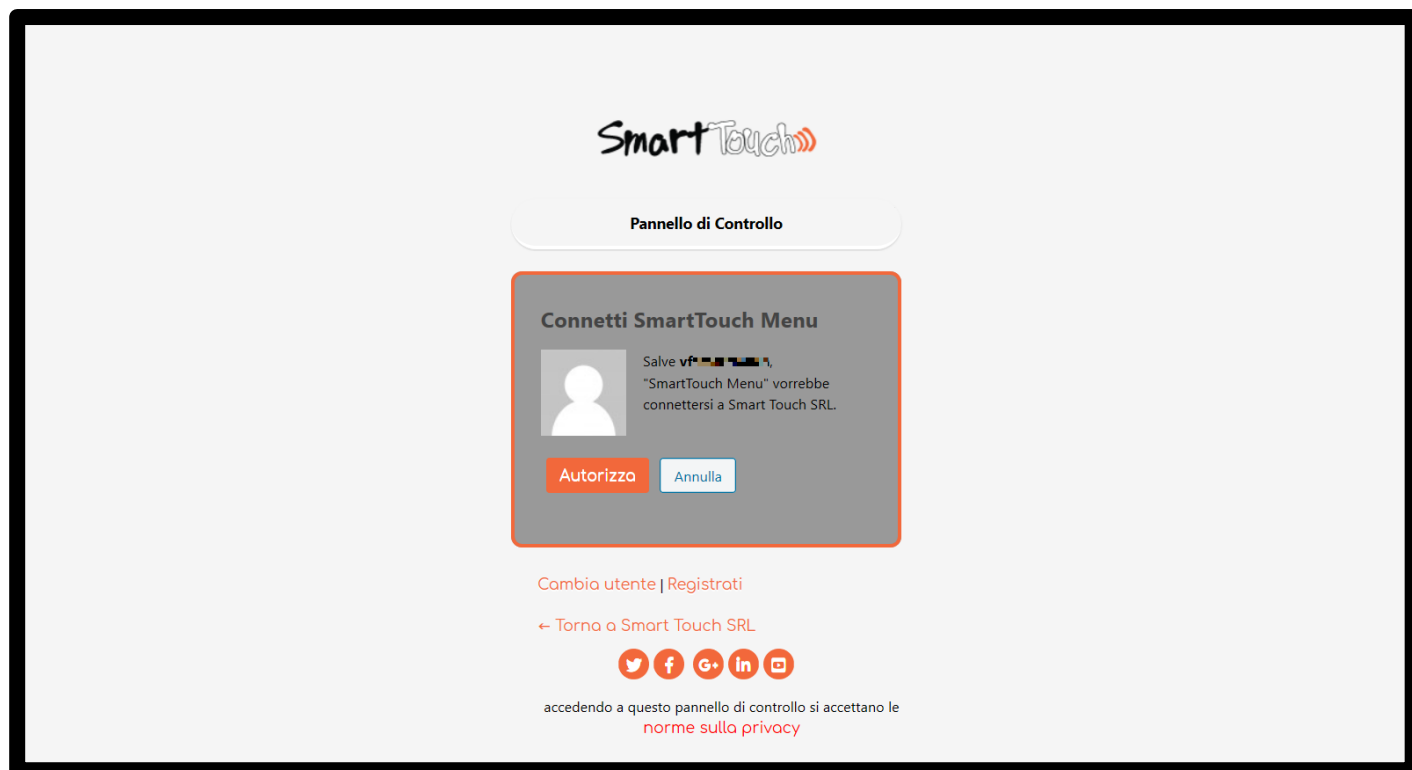 SmartTouch
Pannello di Controllo
Connetti SmartTouch Menu
Salve
"SmartTouch Menu" vorrebbe
connettersi a Smart Touch SRL.
Autorizza
Annulla
Cambia utente | Registrati
← Torna a Smart Touch SRL
accedendo a questo pannello di controllo si accettano le
norme sulla privacy